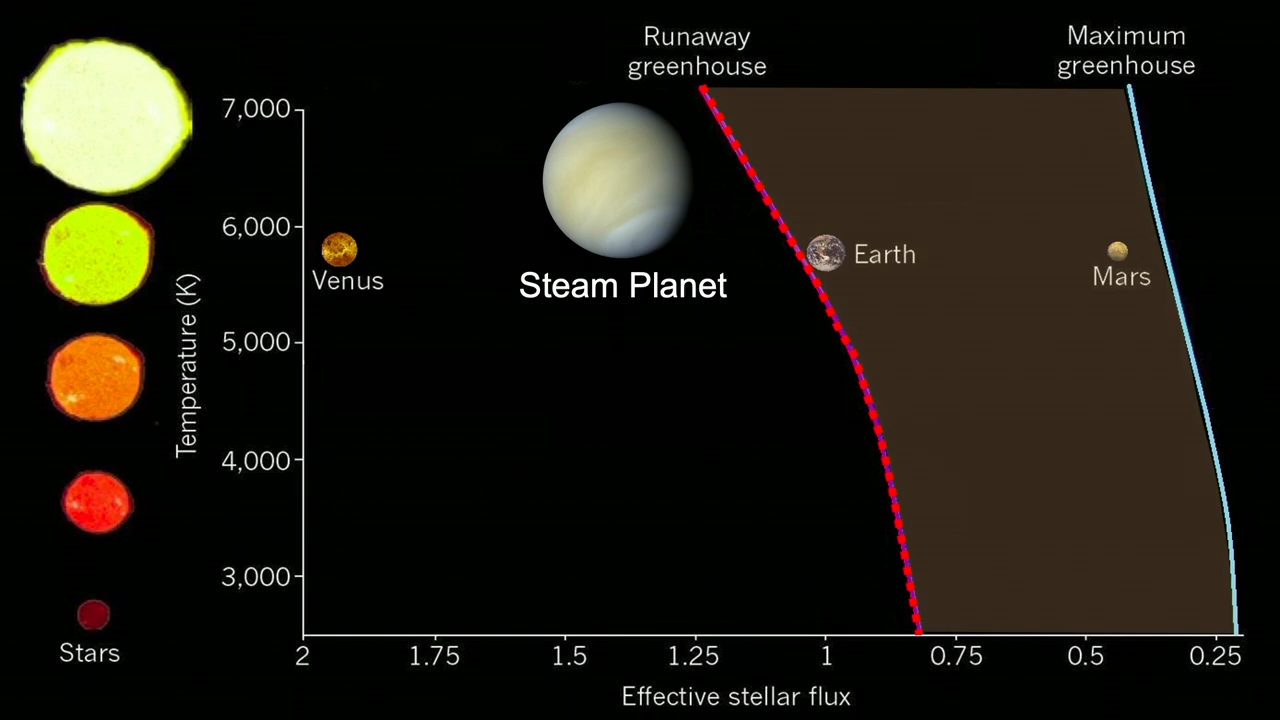 Runaway
greenhouse
Maximum
greenhouse
7,000
6,000
5,000
4,000
3,000
Temperature (K)
Venus
Steam Planet
Earth
Mars
Stars
2
1.75
1.5
1.25
1
0.75
0.5
0.25
Effective stellar flux